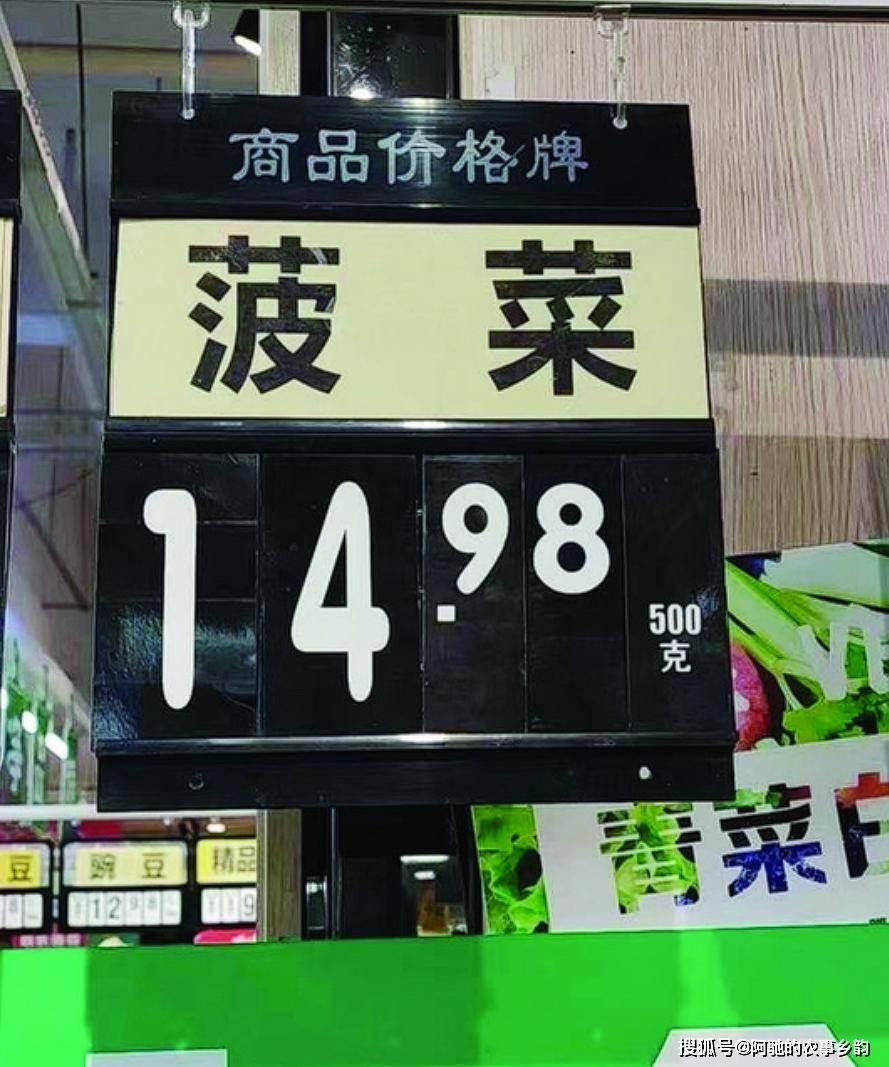 商品价格牌
菠菜
14.98
500
克
青菜
豆
豌豆
精品
12.98
搜狐号@阿驰的农事乡韵